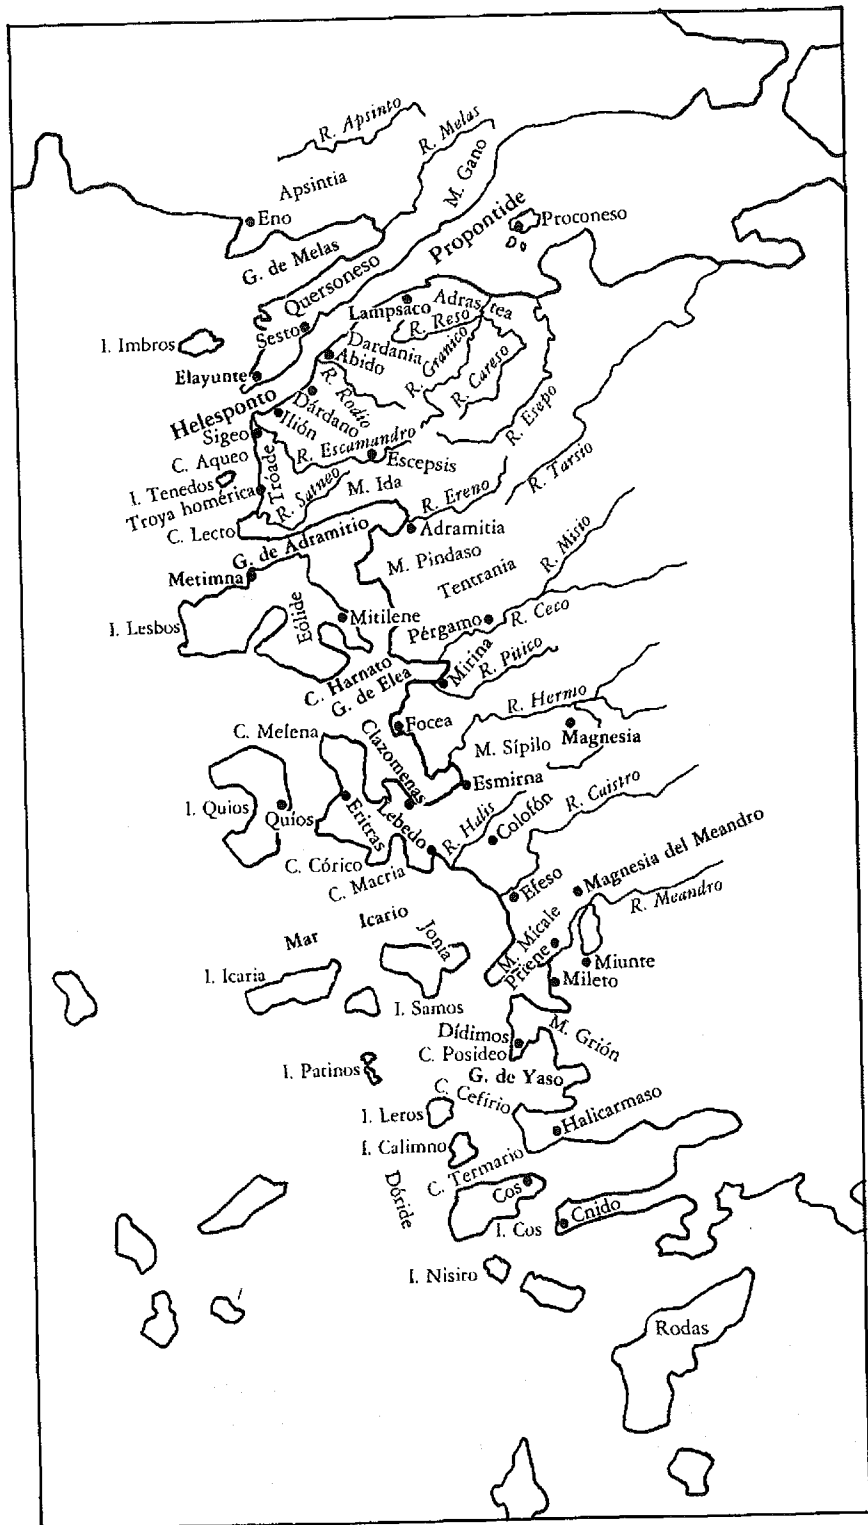 R. Apsinto
R. Melas
Apsintia
M. Gano
Eno
Proconeso
G. de Melas
Propontide
Quersoneso
Lampsaco
Adrastea
I. Imbros
Sesto
R. Reso
Dardania
Abido
R. Granico
R. Careso
Elayunte
R. Rodio
Helesponto
Dárdano
Ilión
R. Esepo
Sigeo
R. Escamandro
C. Aqueo
Troade
Escepsis
R. Tarsio
I. Tenedos
R. Satneo
M. Ida
R. Ereno
Troya homérica
C. Lecto
G. de Adramitio
Adramitia
Metimna
M. Pindaso
R. Misio
Tentrania
I. Lesbos
Eólide
Mitilene
Pérgamo
R. Ceco
C. Harnato
G. de Elea
Mirina
R. Pitico
R. Hermo
C. Melena
Focea
Clazomenas
M. Sípilo
Magnesia
Esmirna
I. Quios
Quíos
Eritras
Lebedo
R. Halis
Colofón
R. Caistro
C. Córico
C. Macria
Efeso
Magnesia del Meandro
R. Meandro
Mar Icario
Jonia
M. Mícale
Priene
Miunte
I. Icaria
Mileto
I. Samos
Dídimos
M. Grión
C. Posideo
I. Patinos
G. de Yaso
C. Cefirio
I. Leros
Halicarmaso
I. Calimno
C. Termario
Dóride
Cos
Cnido
I. Cos
I. Nisiro
Rodas